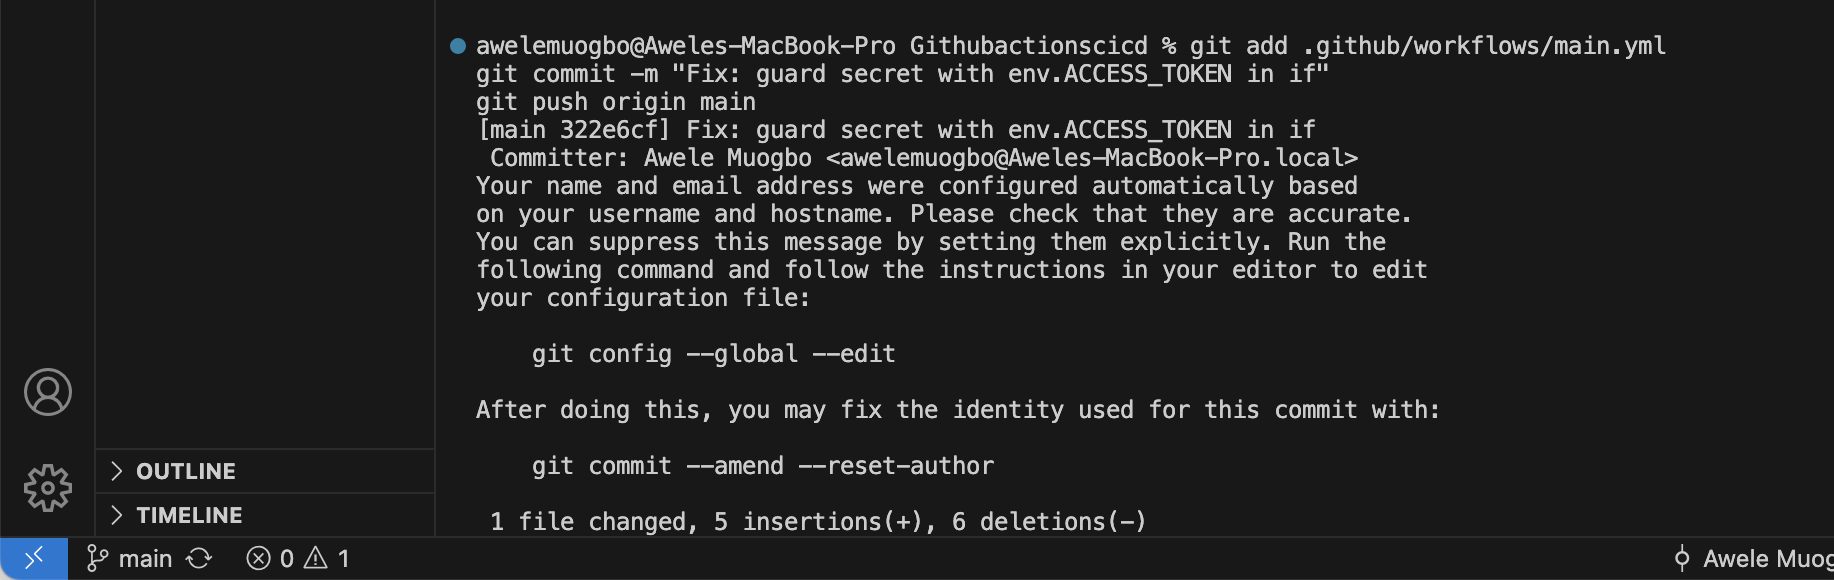 awelemuogbo@Aweles-MacBook-Pro Githubactionscicd % git add .github/workflows/main.yml
git commit -m "Fix: guard secret with env.ACCESS_TOKEN in if"
git push origin main
[main 322e6cf] Fix: guard secret with env.ACCESS_TOKEN in if
Committer: Awele Muogbo <awelemuogbo@Aweles-MacBook-Pro.local>
Your name and email address were configured automatically based
on your username and hostname. Please check that they are accurate.
You can suppress this message by setting them explicitly. Run the
following command and follow the instructions in your editor to edit
your configuration file:
git config --global --edit
After doing this, you may fix the identity used for this commit with:
git commit --amend --reset-author
1 file changed, 5 insertions(+), 6 deletions(-)
OUTLINE
TIMELINE
main 0 1
Awele Muog